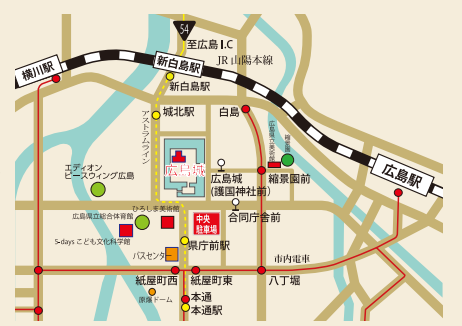 54
至広島I.C
JR山陽本線
横川駅
新白島駅
新白島駅
城北駅
白島
アストラムライン
広島県立美術館
縮景園
広島城
エディオン
ピースウィング広島
広島城
(護国神社前)
縮景園前
広島駅
ひろしま美術館
広島県立総合体育館
合同庁舎前
中央
駐車場
5-days こども文化科学館
県庁前駅
バスセンター
市内電車
紙屋町西
紙屋町東
八丁堀
原爆ドーム
本通
本通駅